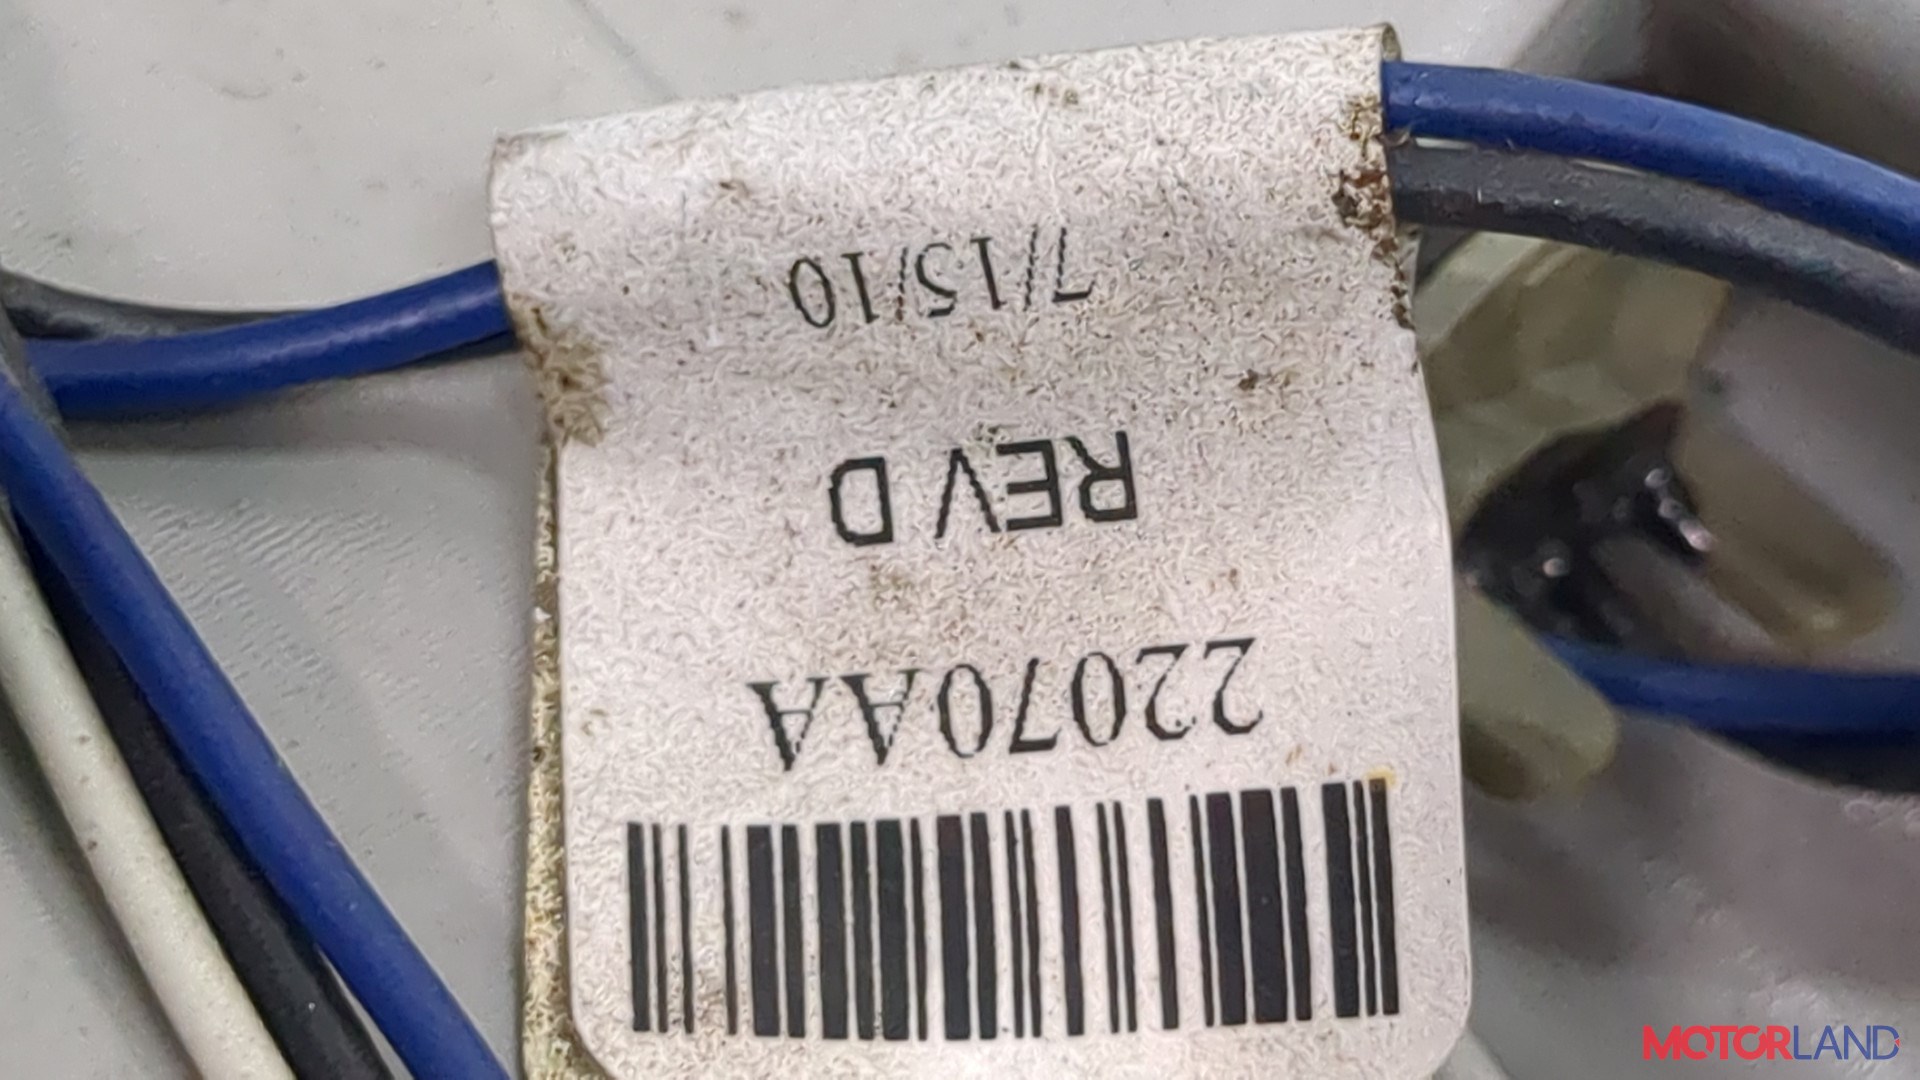 22070AA
REV D
7/15/10
MOTORLAND